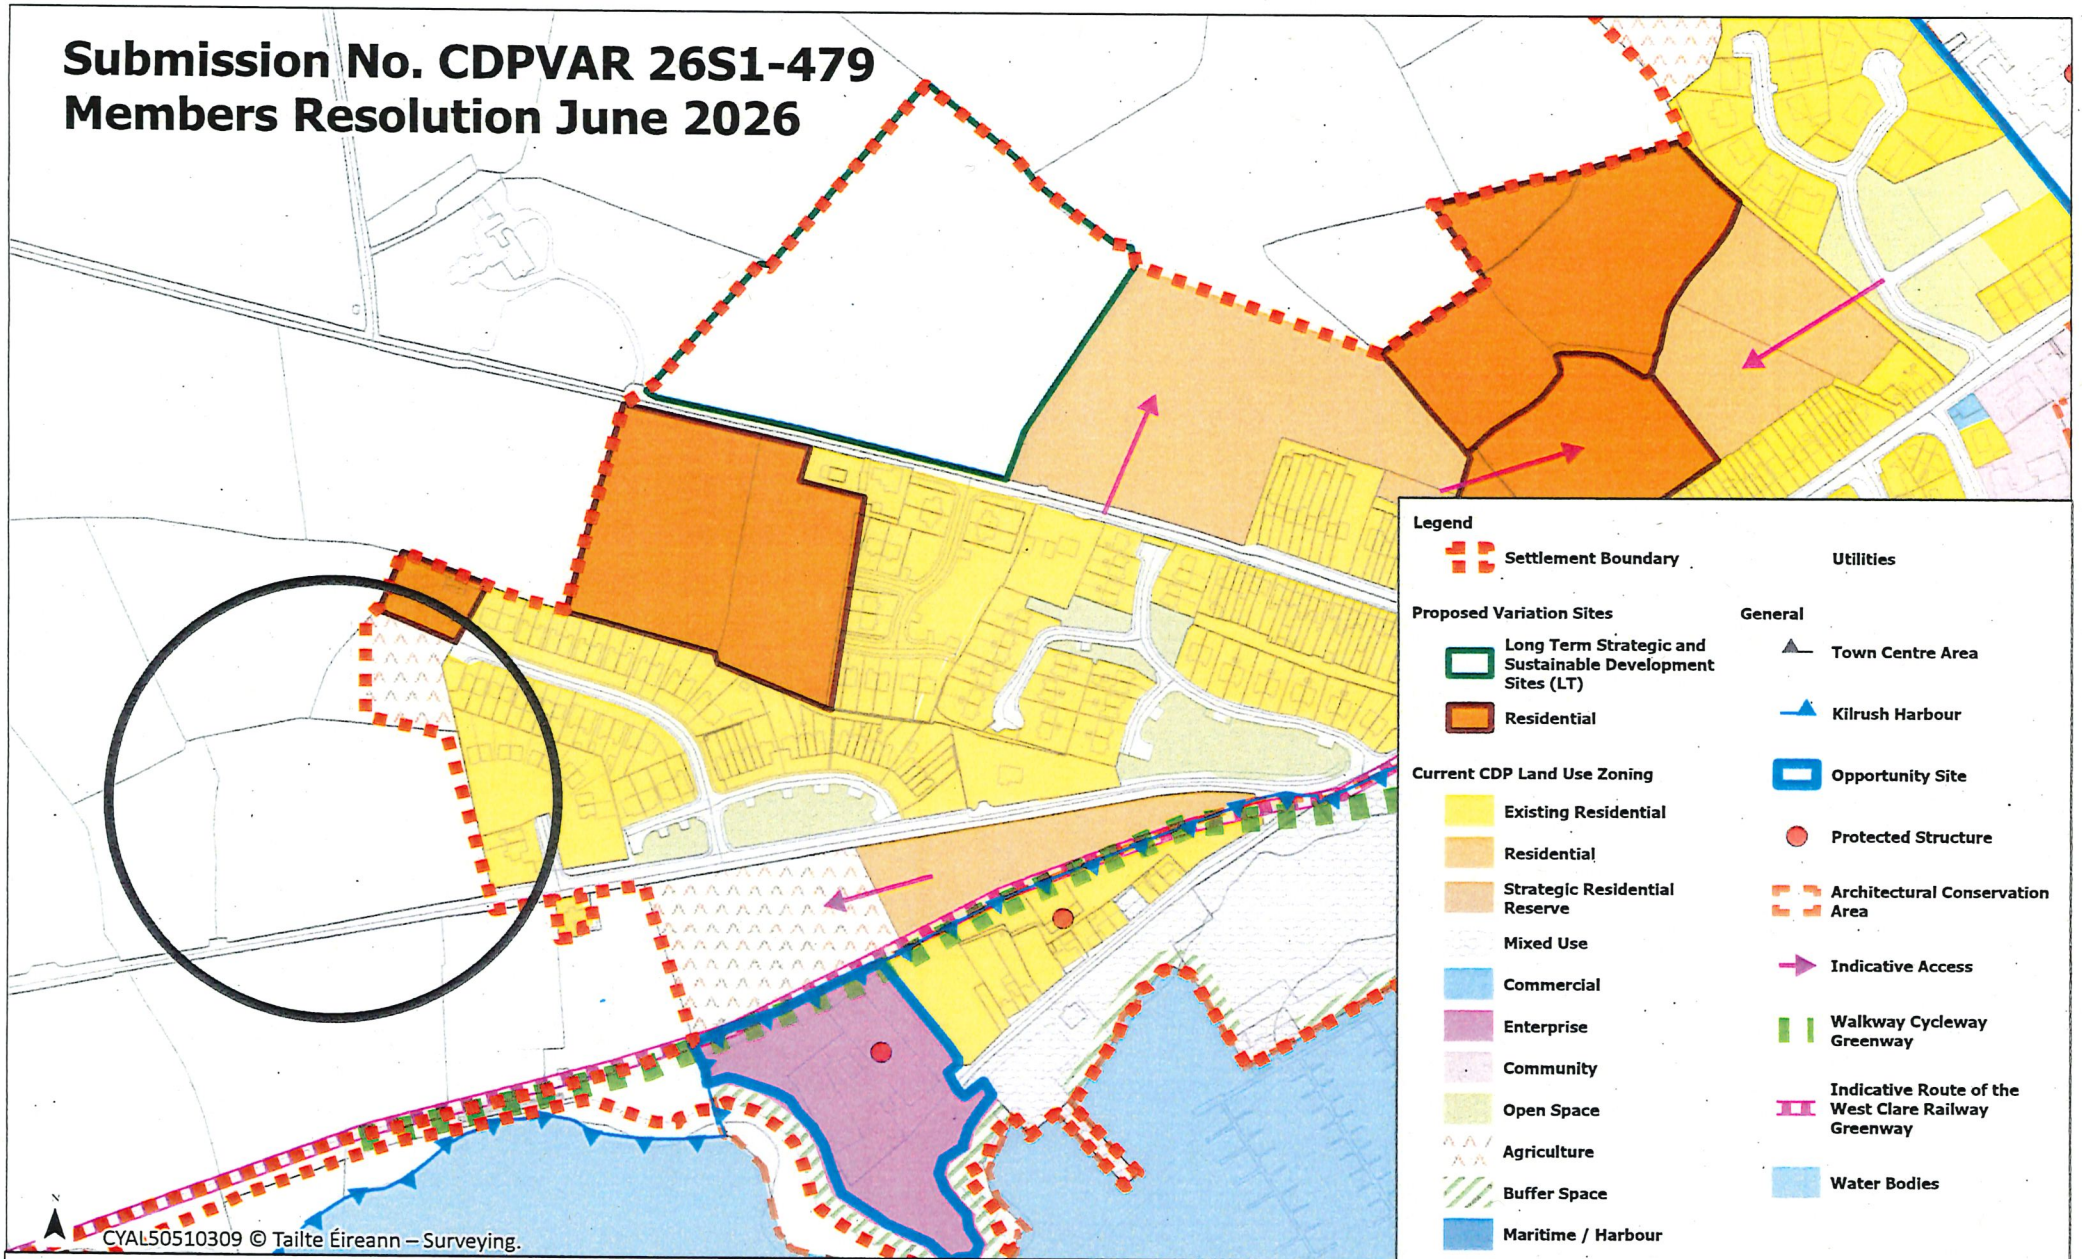 Submission No. CDPVAR 26S1-479
Members Resolution June 2026
Legend
Settlement Boundary
Utilities
Proposed Variation Sites
General
Long Term Strategic and
Sustainable Development
Sites (LT)
Town Centre Area
Residential
Kilrush Harbour
Current CDP Land Use Zoning
Opportunity Site
Existing Residential
Protected Structure
Residential
Strategic Residential
Reserve
Architectural Conservation
Area
Mixed Use
Indicative Access
Commercial
Enterprise
Walkway Cycleway
Greenway
Community
Indicative Route of the
West Clare Railway
Greenway
Open Space
Agriculture
Water Bodies
Buffer Space
Maritime / Harbour
N
CYAL50510309 © Tailte Éireann – Surveying.